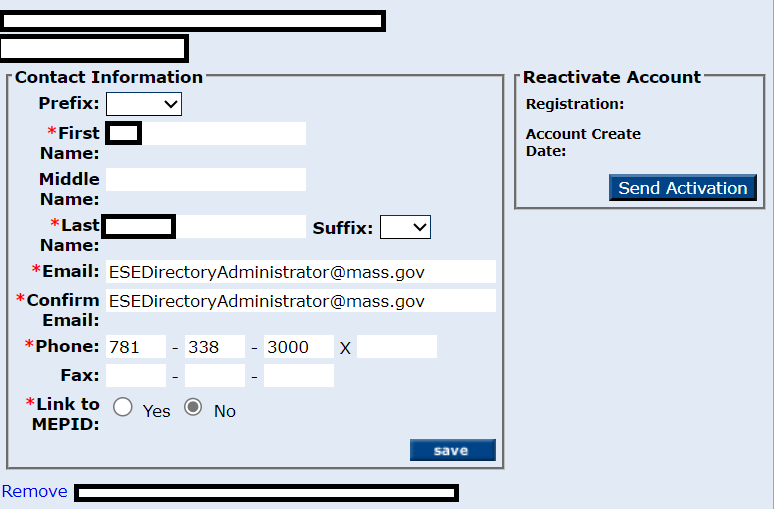 Contact Information
Prefix:
*First Name:
Middle Name:
*Last Name:
Suffix:
*Email: ESEDirectoryAdministrator@mass.gov
*Confirm Email: ESEDirectoryAdministrator@mass.gov
*Phone: 781 - 338 - 3000 X
Fax: - -
*Link to MEPID: Yes No
save
Reactivate Account
Registration:
Account Create Date:
Send Activation
Remove